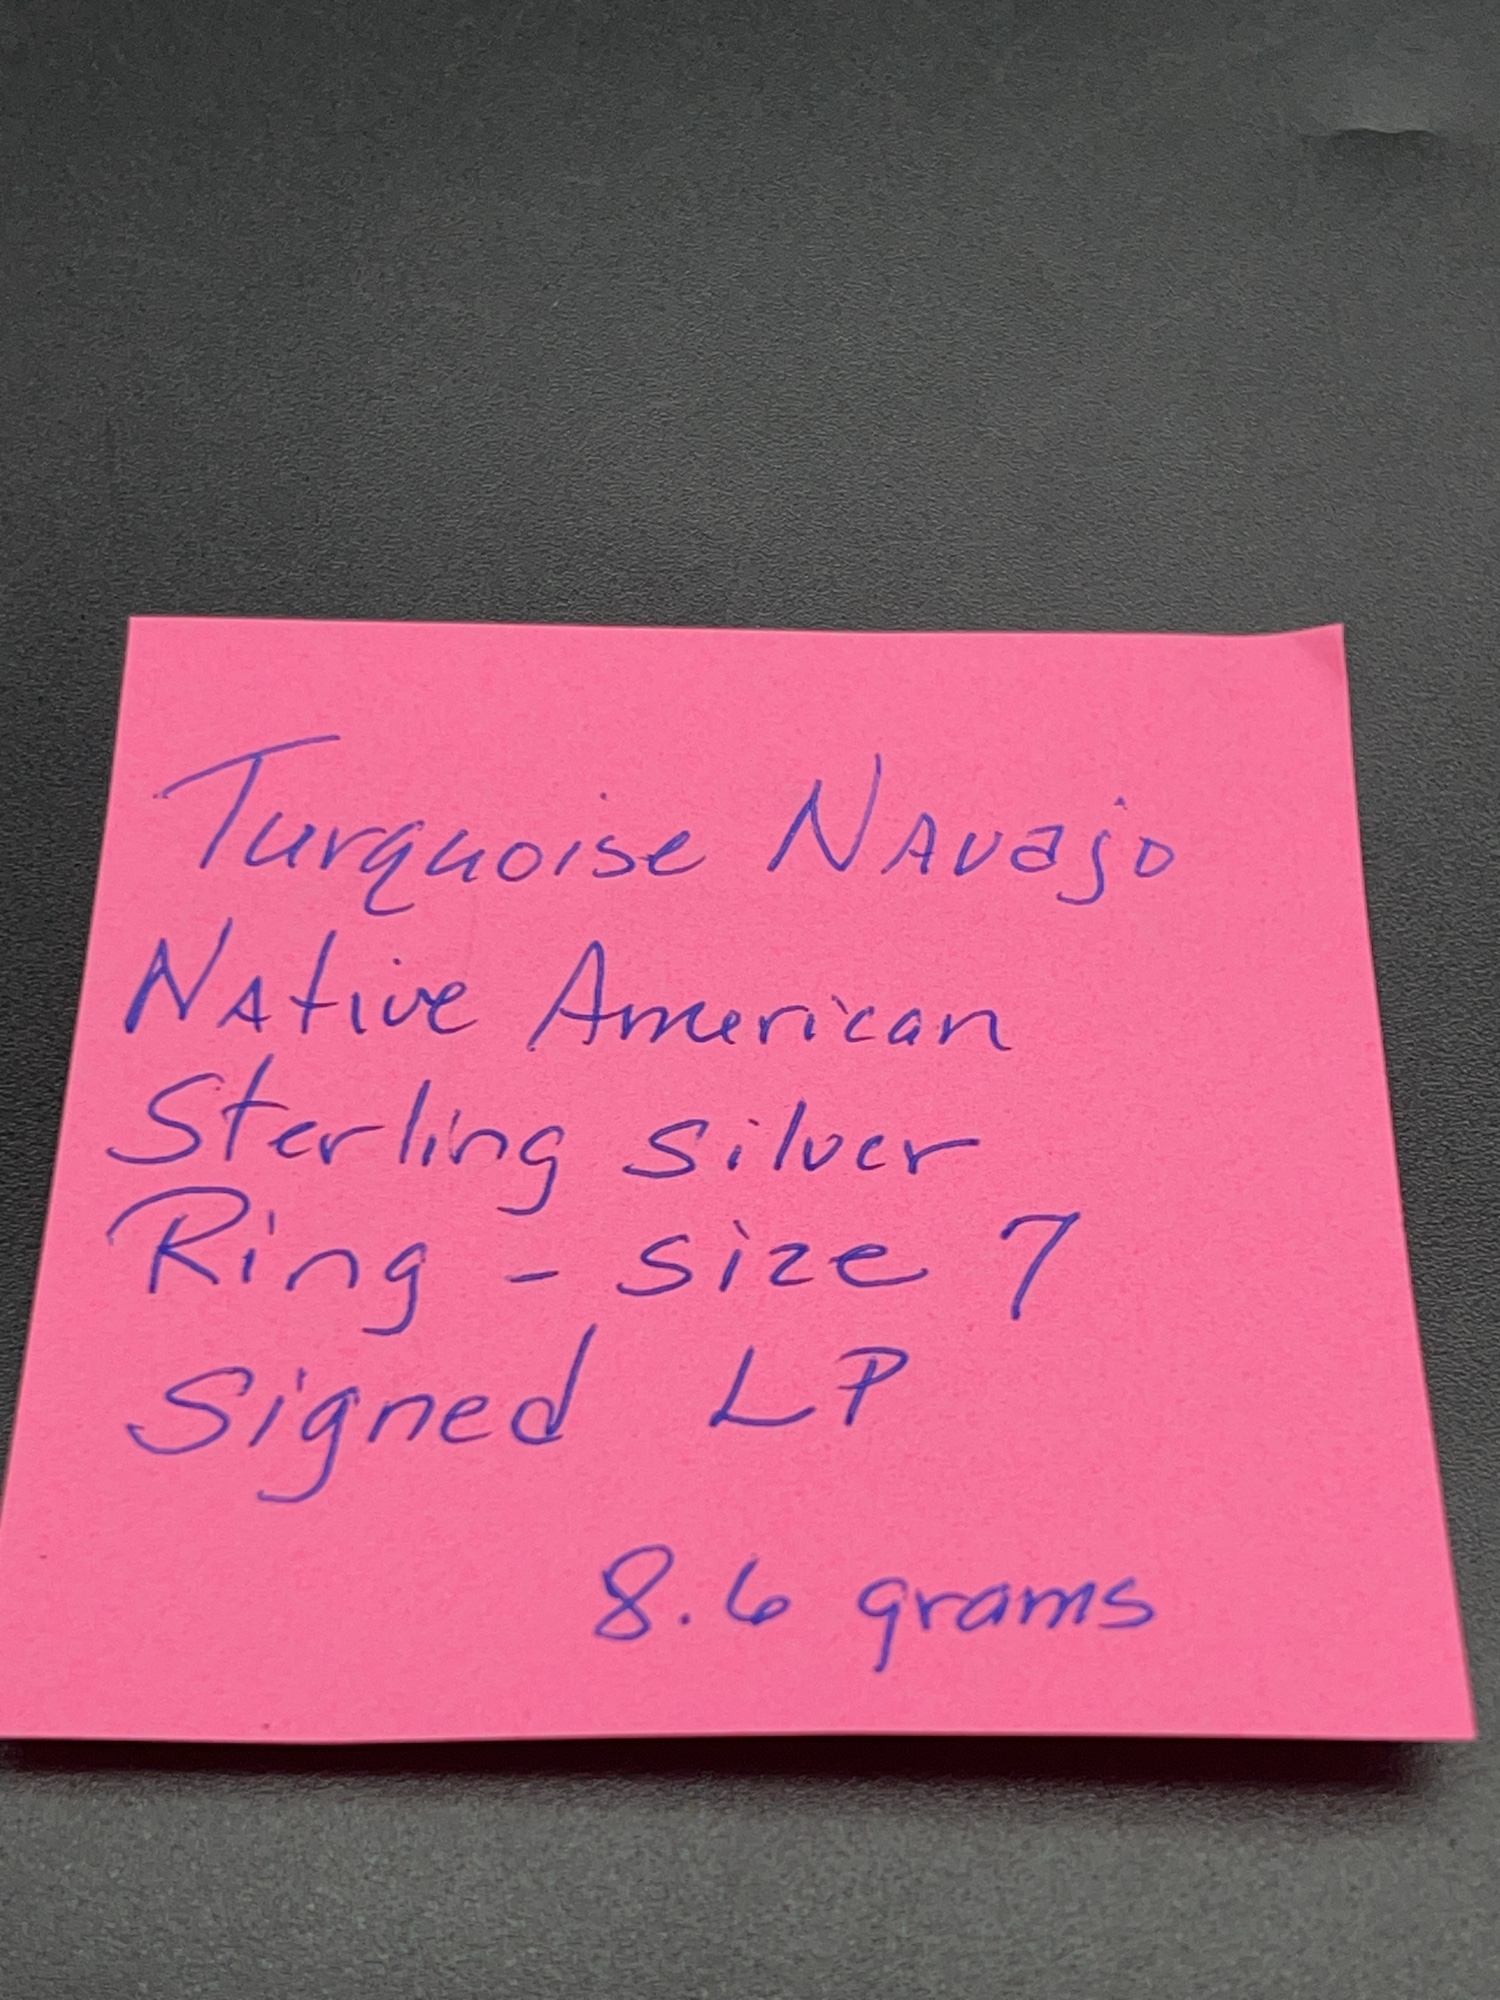 Turquoise Navajo
Native American
Sterling silver
Ring - size 7
Signed LP
8.6 grams